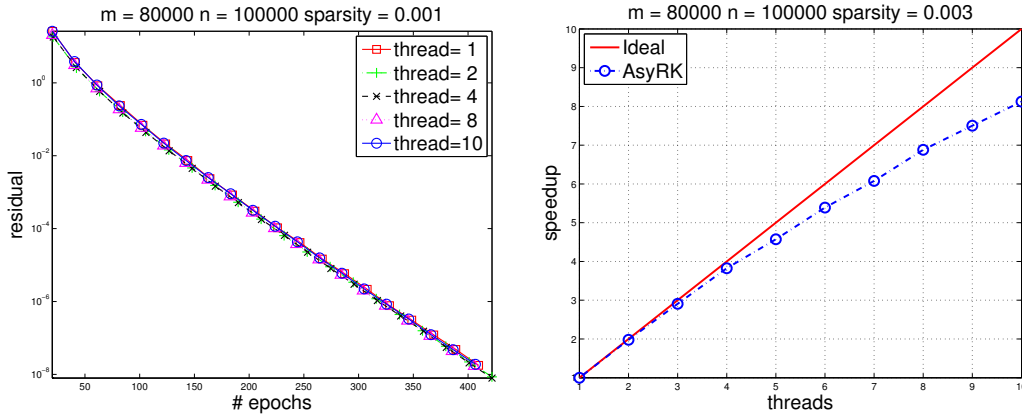 m = 80000 n = 100000 sparsity = 0.001
thread= 1
thread= 2
thread= 4
thread= 8
thread=10
10^0
10^-2
10^-4
10^-6
10^-8
residual
50 100 150 200 250 300 350 400
# epochs
m = 80000 n = 100000 sparsity = 0.003
Ideal
AsyRK
10
9
8
7
6
5
4
3
2
speedup
1 2 3 4 5 6 7 8 9 10
threads